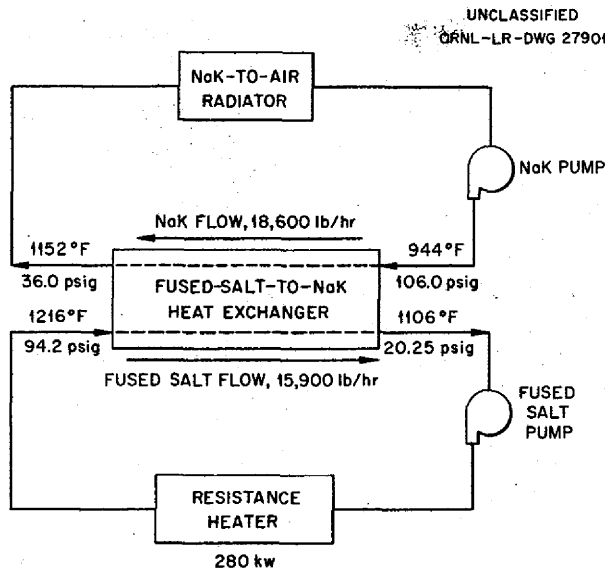 UNCLASSIFIED
ORNL-LR-DWG 27901
NaK-TO-AIR
RADIATOR
NaK PUMP
NaK FLOW, 18,600 lb/hr
1152°F
944°F
36.0 psig
106.0 psig
FUSED-SALT-TO-NaK
HEAT EXCHANGER
1216°F
1106°F
94.2 psig
20.25 psig
FUSED SALT FLOW, 15,900 lb/hr
FUSED
SALT
PUMP
RESISTANCE
HEATER
280 kw